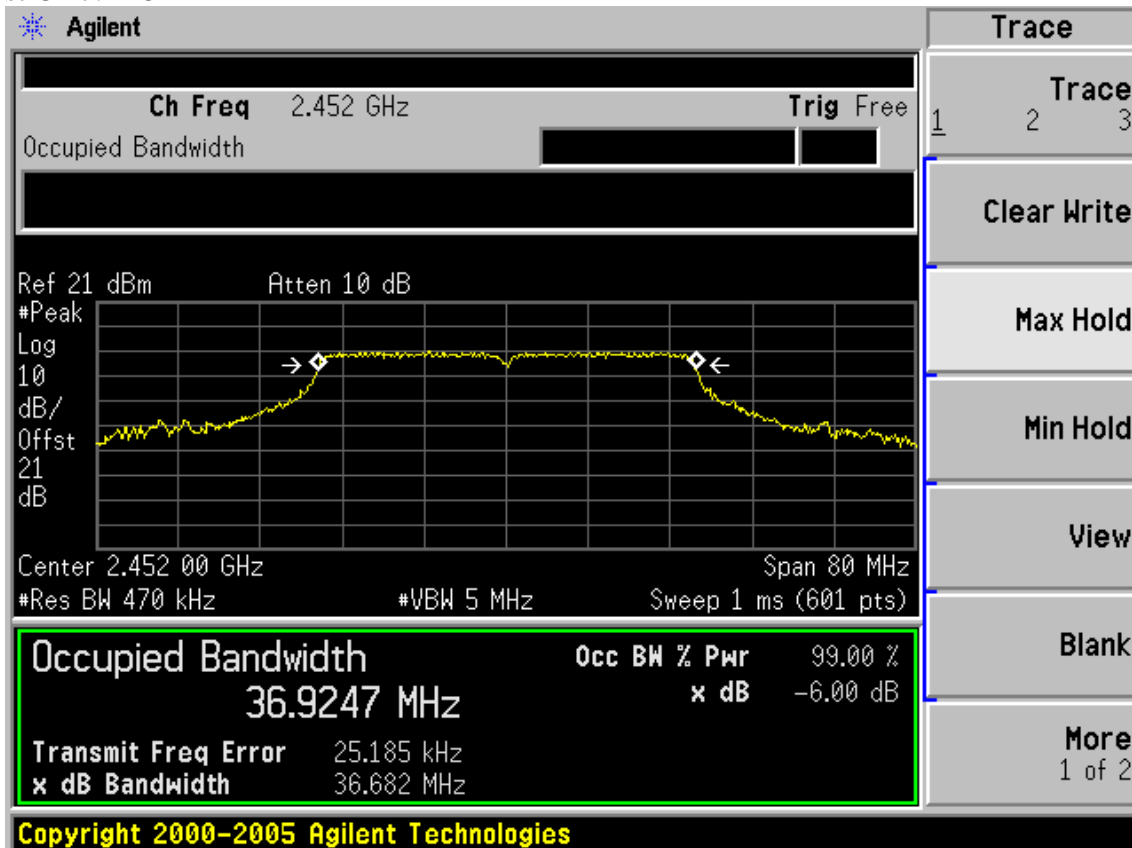 Agilent
Trace
Ch Freq 2.452 GHz Trig Free
Occupied Bandwidth
Trace
1 2 3
Clear Write
Max Hold
Min Hold
View
Blank
More
1 of 2
Ref 21 dBm Atten 10 dB
#Peak
Log
10
dB/
Offst
21
dB
Center 2.452 00 GHz Span 80 MHz
#Res BW 470 kHz #VBW 5 MHz Sweep 1 ms (601 pts)
Occupied Bandwidth
36.9247 MHz
Occ BW % Pwr 99.00 %
x dB -6.00 dB
Transmit Freq Error 25.185 kHz
x dB Bandwidth 36.682 MHz
Copyright 2000-2005 Agilent Technologies